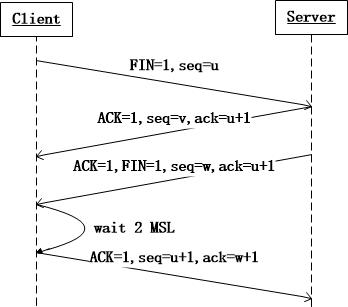 Client
Server
FIN=1,seq=u
ACK=1,seq=v,ack=u+1
ACK=1,FIN=1,seq=w,ack=u+1
wait 2 MSL
ACK=1,seq=u+1,ack=w+1